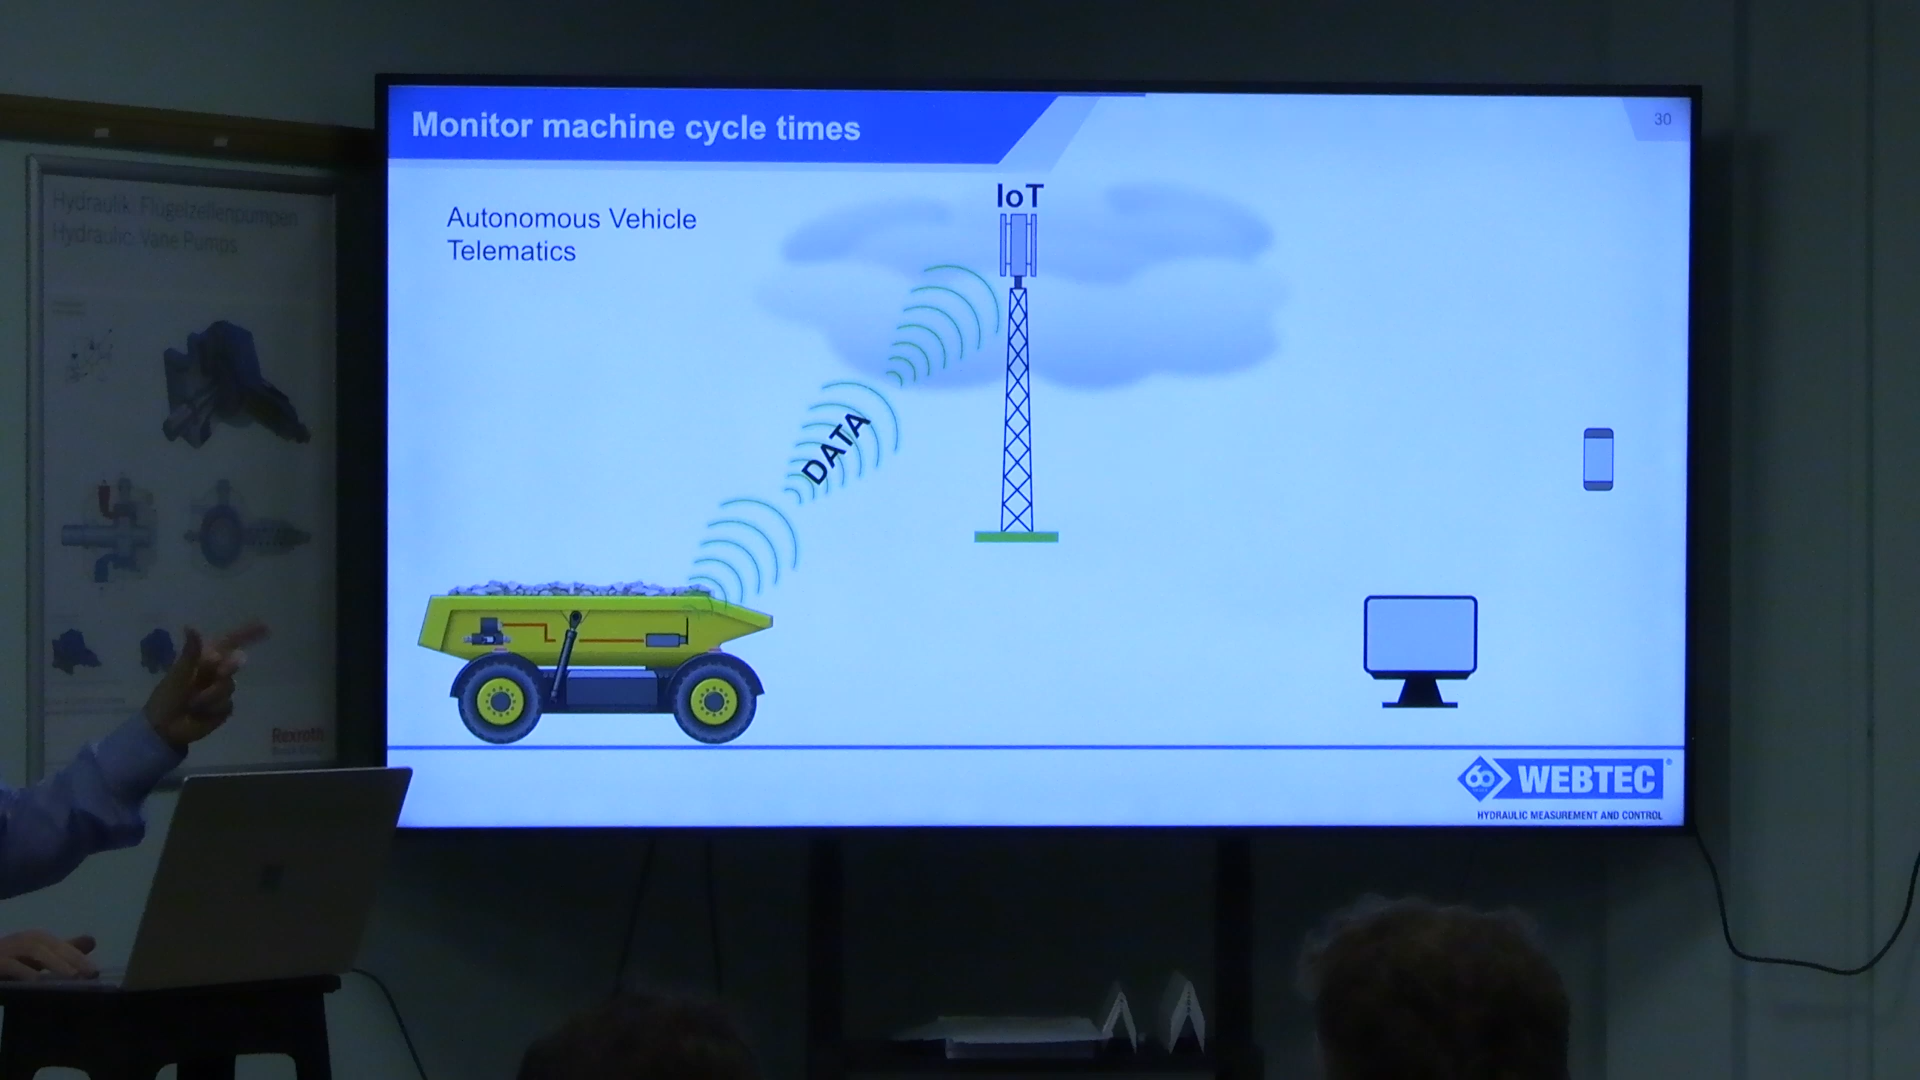 Monitor machine cycle times
30
Autonomous Vehicle
Telematics
IoT
DATA
60
WEBTEC
HYDRAULIC MEASUREMENT AND CONTROL
Hydraulik: Flügelzellenpumpen
Hydraulic: Vane Pumps
Rexroth